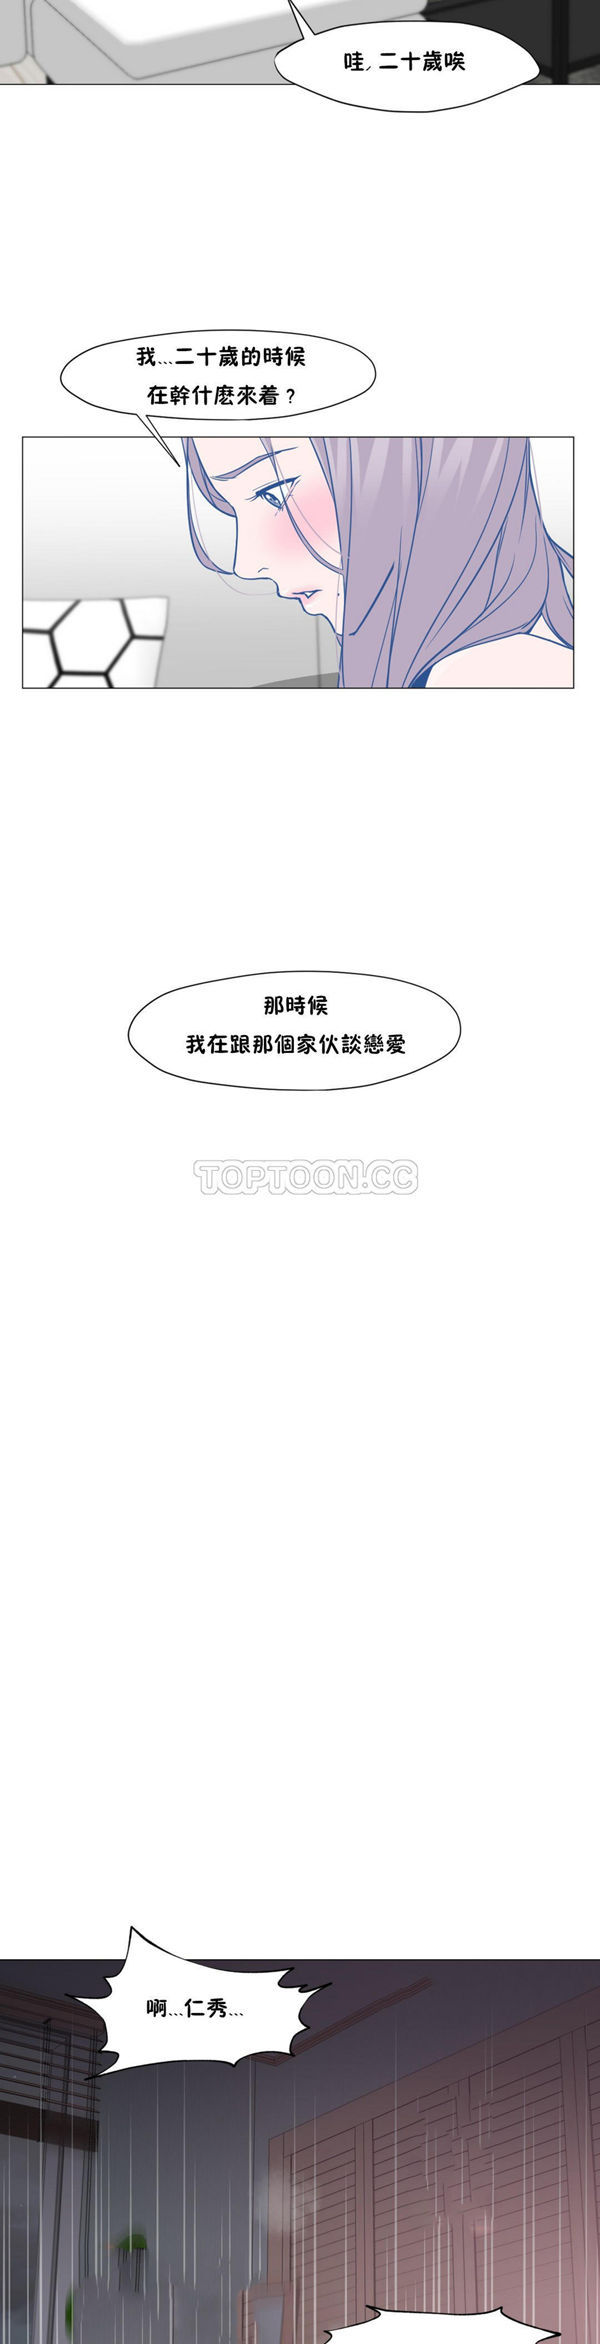 哇,二十歲唉
我...二十歲的時候
在幹什麽來着?
那時候
我在跟那個家伙談戀愛
TOPTOON.CC
啊...仁秀...